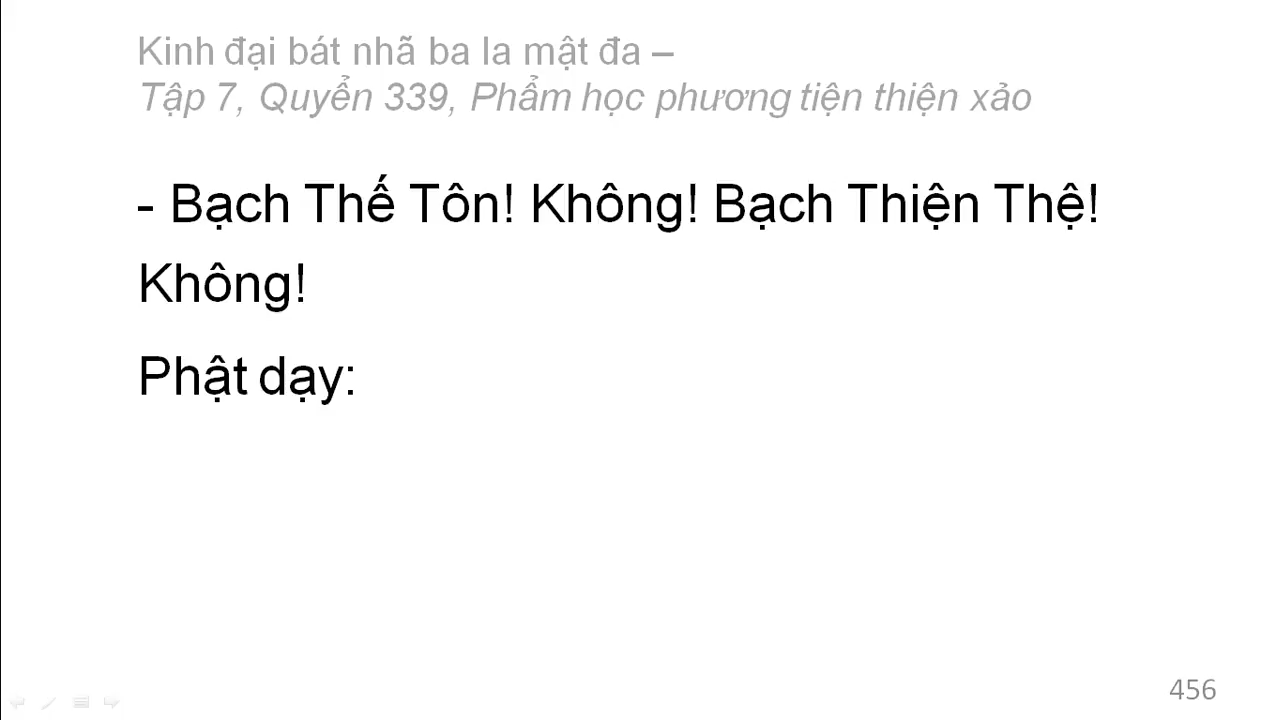 Kinh đại bát nhã ba la mật đa –
Tập 7, Quyển 339, Phẩm học phương tiện thiện xảo
- Bạch Thế Tôn! Không! Bạch Thiện Thệ!
Không!
Phật dạy:
456